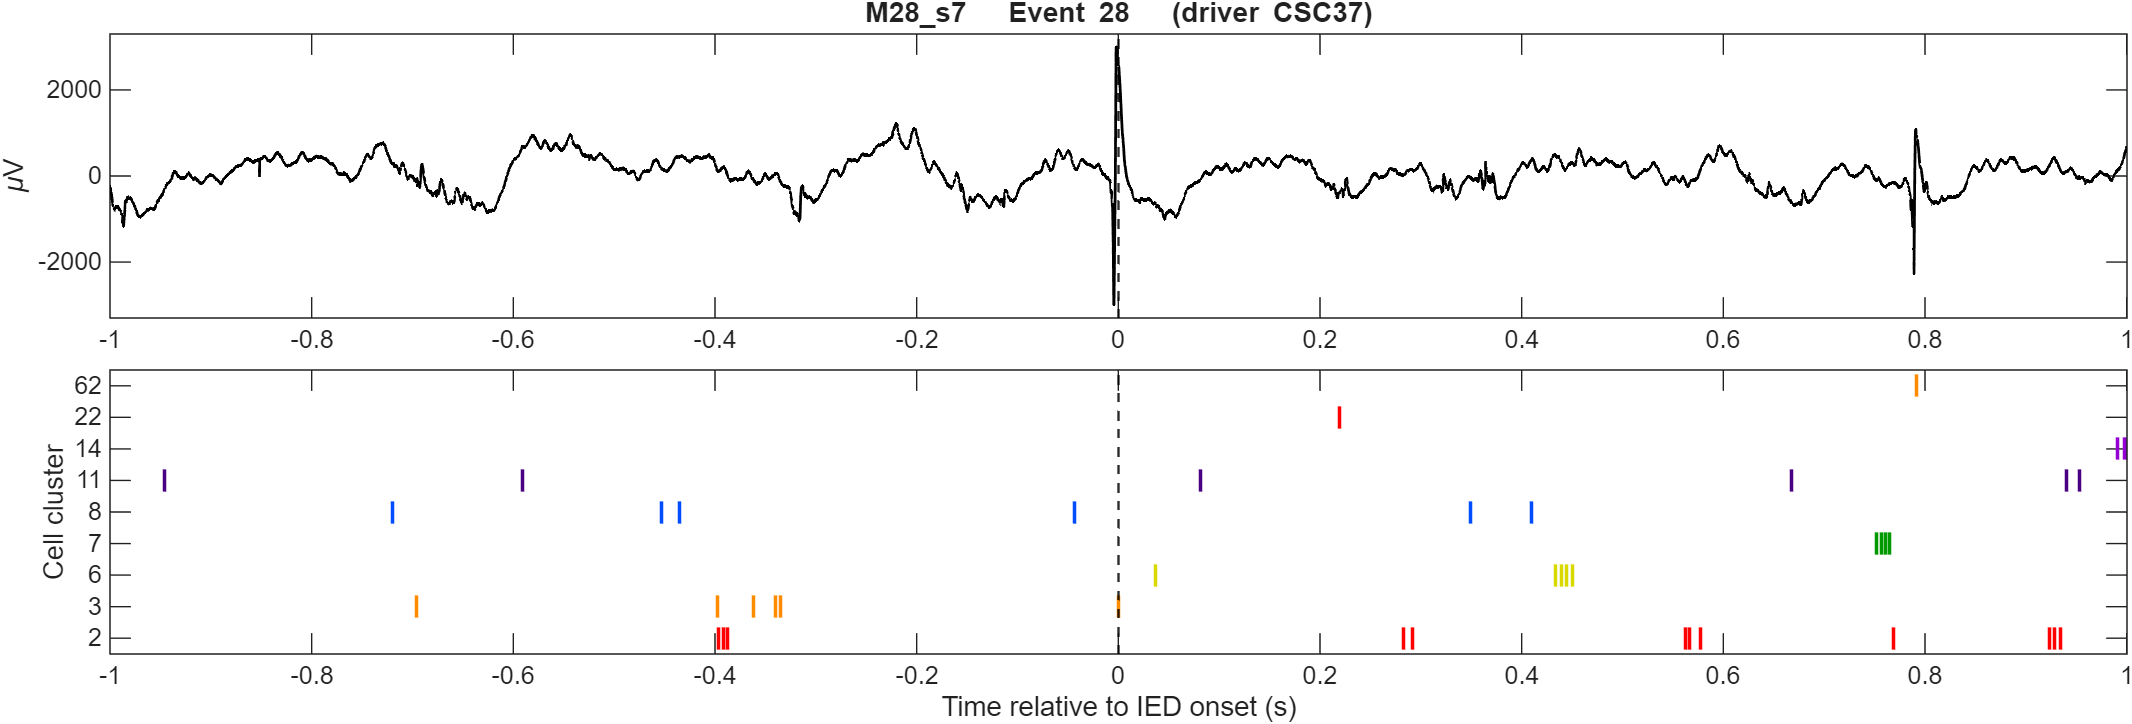 M28_s7 Event 28 (driver CSC37)
2000
0
-2000
µV
-1 -0.8 -0.6 -0.4 -0.2 0 0.2 0.4 0.6 0.8 1
62
22
14
11
8
7
6
3
2
Cell cluster
-1 -0.8 -0.6 -0.4 -0.2 0 0.2 0.4 0.6 0.8 1
Time relative to IED onset (s)